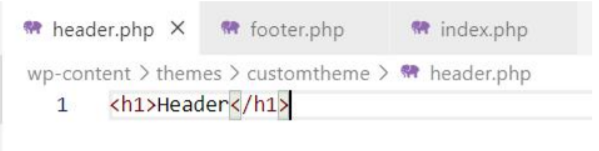 header.php × footer.php index.php
wp-content > themes > customtheme > header.php
1 <h1>Header</h1>